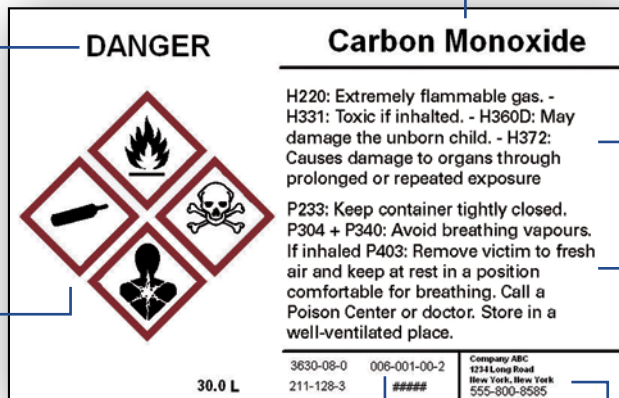 DANGER
Carbon Monoxide
H220: Extremely flammable gas. -
H331: Toxic if inhalted. - H360D: May
damage the unborn child. - H372:
Causes damage to organs through
prolonged or repeated exposure
P233: Keep container tightly closed.
P304 + P340: Avoid breathing vapours.
If inhaled P403: Remove victim to fresh
air and keep at rest in a position
comfortable for breathing. Call a
Poison Center or doctor. Store in a
well-ventilated place.
30.0 L
3630-08-0 006-001-00-2
211-128-3 #####
Company ABC
1234 Long Road
New York, New York
555-800-8585